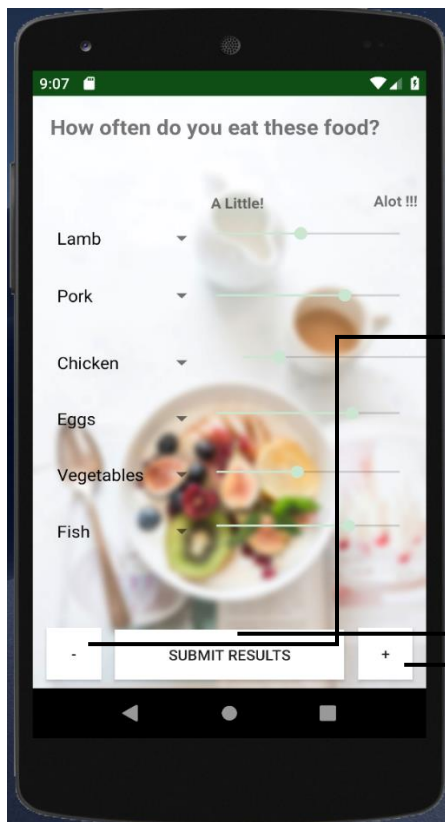 9:07
How often do you eat these food?
A Little! Alot !!!
Lamb
Pork
Chicken
Eggs
Vegetables
Fish
- SUBMIT RESULTS +